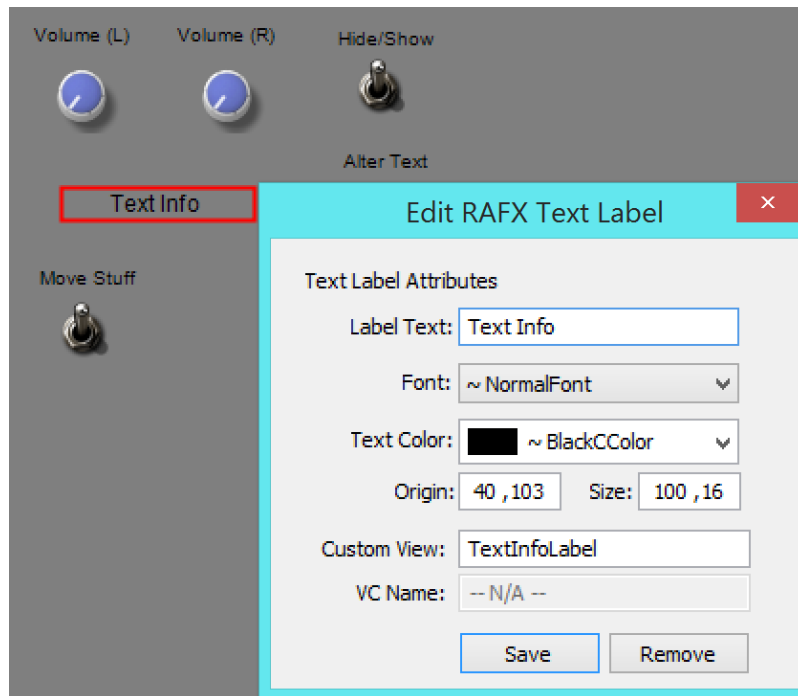 Volume (L) Volume (R) Hide/Show
Alter Text
Text Info
Move Stuff
Edit RAFX Text Label
Text Label Attributes
Label Text: Text Info
Font: ~ NormalFont
Text Color: ~ BlackCColor
Origin: 40 ,103 Size: 100 ,16
Custom View: TextInfoLabel
VC Name: -- N/A --
Save Remove